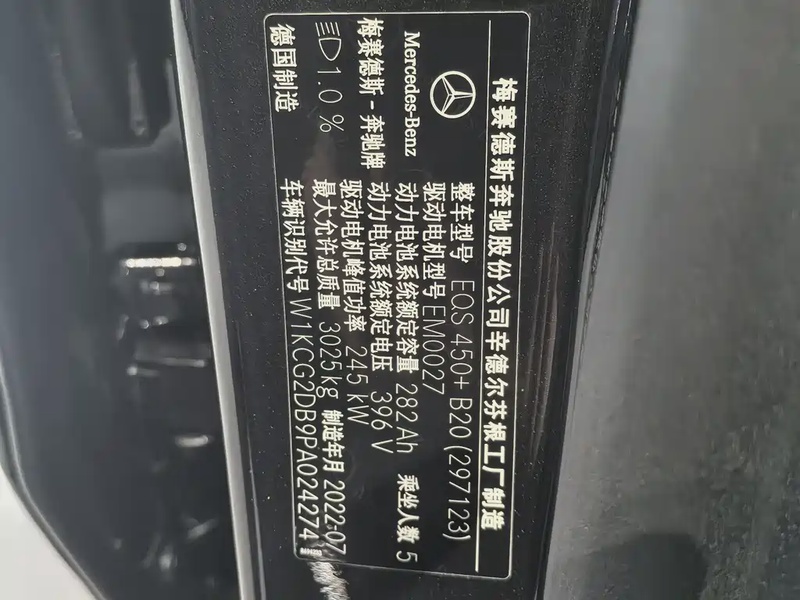 梅赛德斯奔驰股份公司辛德尔芬根工厂制造
Mercedes-Benz
梅赛德斯-奔驰牌
1.0 %
德国制造
整车型号 EQS 450+ B20 (297123)
驱动电机型号 EM0027
动力电池系统额定容量 282 Ah 乘坐人数 5
动力电池系统额定电压 396 V
驱动电机峰值功率 245 kW
最大允许总质量 3025kg 制造年月 2022-07
车辆识别代号 W1KCG2DB9PA024274